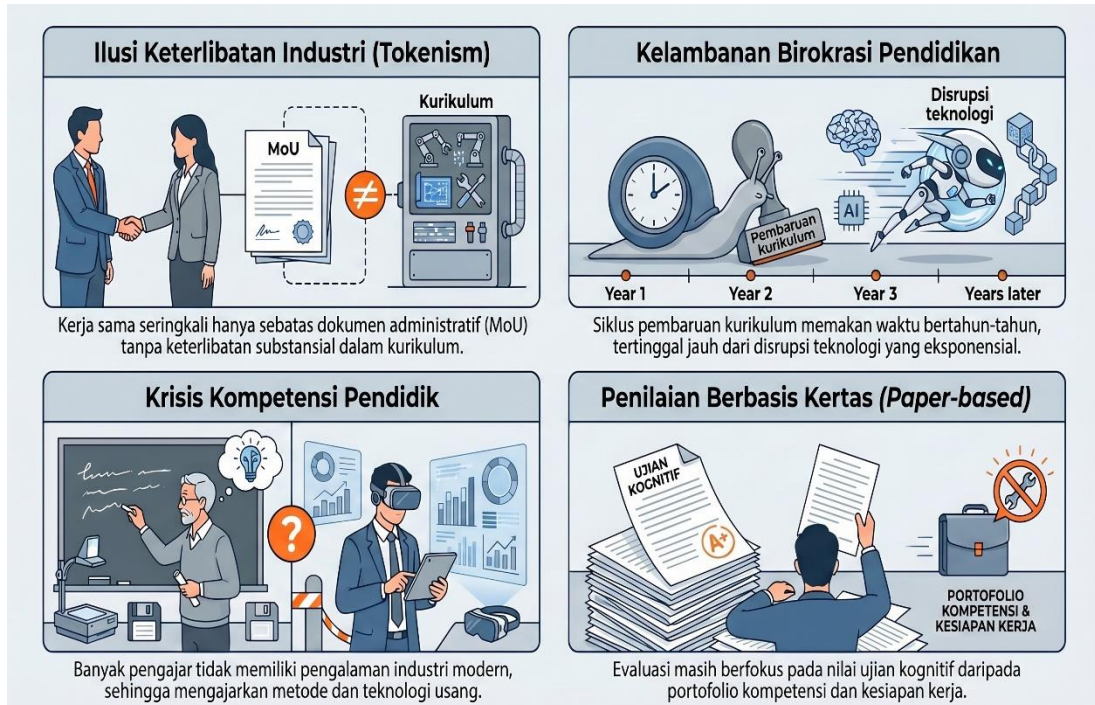 Ilusi Keterlibatan Industri (Tokenism)
MoU
≠
Kurikulum
Kerja sama seringkali hanya sebatas dokumen administratif (MoU)
tanpa keterlibatan substansial dalam kurikulum.
Kelambanan Birokrasi Pendidikan
Disrupsi
teknologi
AI
Pembaruan
kurikulum
Year 1
Year 2
Year 3
Years later
Siklus pembaruan kurikulum memakan waktu bertahun-tahun,
tertinggal jauh dari disrupsi teknologi yang eksponensial.
Krisis Kompetensi Pendidik
?
Banyak pengajar tidak memiliki pengalaman industri modern,
sehingga mengajarkan metode dan teknologi usang.
Penilaian Berbasis Kertas (Paper-based)
UJIAN
KOGNITIF
A+
PORTOFOLIO
KOMPETENSI &
KESIAPAN KERJA
Evaluasi masih berfokus pada nilai ujian kognitif daripada
portofolio kompetensi dan kesiapan kerja.